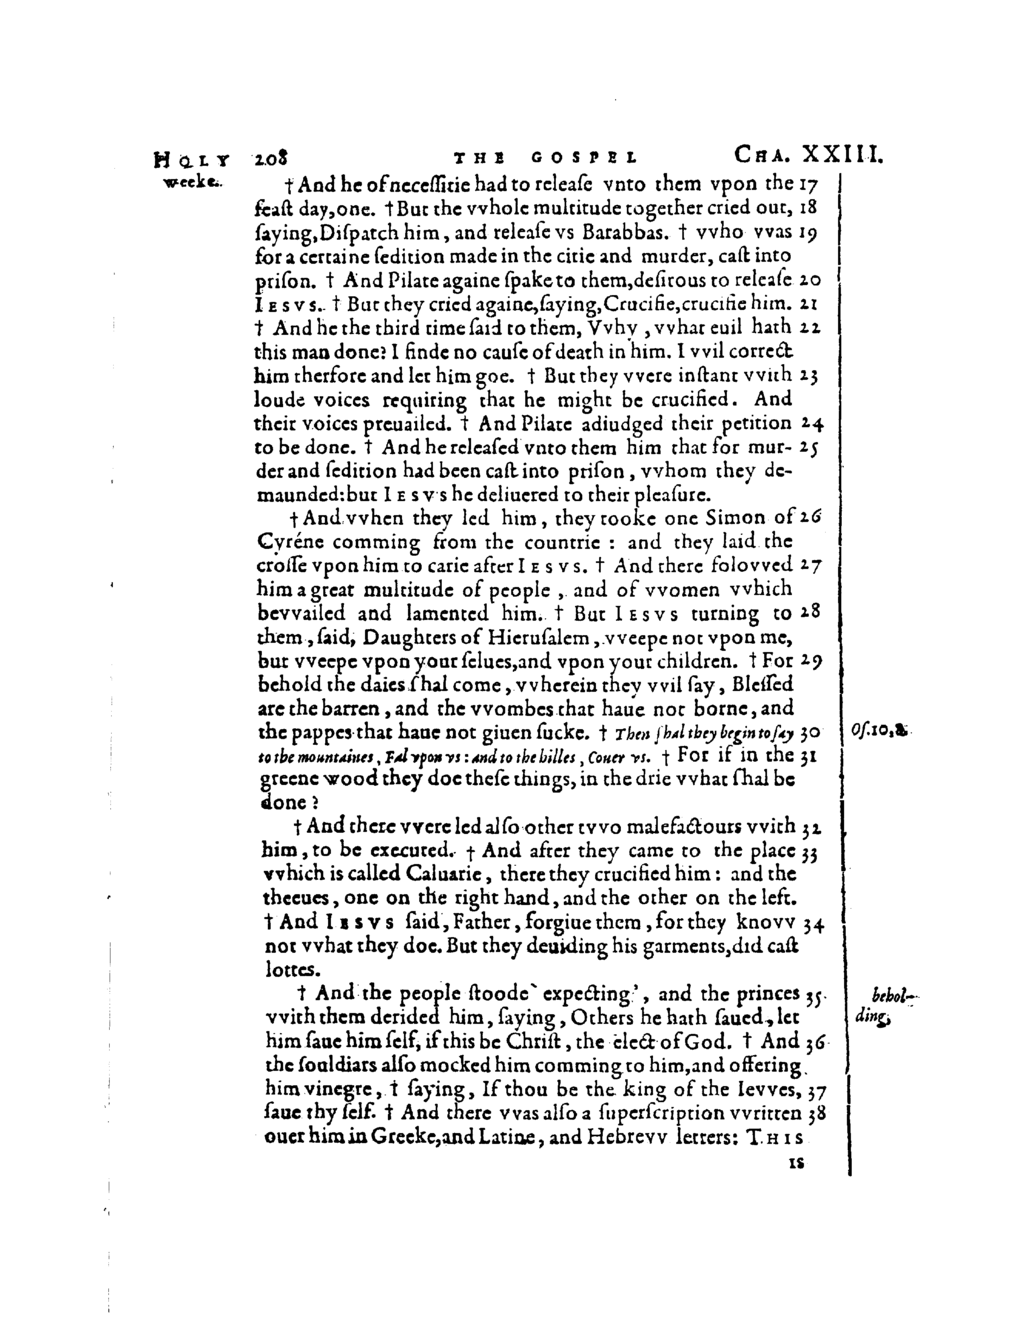 HOLY 208 THE GOSPEL CHA. XXIII.
weeke.
† And he of neceſſitie had to releaſe vnto them vpon the 17
feaſt day, one. † But the vvhole multitude together cried out, 18
ſaying, Diſpatch him, and releaſe vs Barabbas. † vvho vvas 19
for a certaine ſedition made in the citie and murder, caſt into
priſon. † And Pilate againe ſpake to them, deſirous to releaſe 20
IESVS. † But they cried againe, ſaying, Crucifie, crucifie him. 21
† And he the third time ſaid to them, Vvhy, vvhat euil hath 22
this man done? I finde no cauſe of death in him. I vvil correct
him therfore and let him goe. † But they vvere inſtant vvith 23
loude voices requiring that he might be crucified. And
their voices preuailed. † And Pilate adiudged their petition 24
to be done. † And he releaſed vnto them him that for mur- 25
der and ſedition had been caſt into priſon, vvhom they de-
maunded: but IESVS he deliuered to their pleaſure.
† And vvhen they led him, they tooke one Simon of 26
Cyréne comming from the countrie : and they laid the
croſſe vpon him to carie after IESVS. † And there folovved 27
him a great multitude of people, and of vvomen vvhich
bevvailed and lamented him. † But IESVS turning to 28
them, ſaid, Daughters of Hieruſalem, vveepe not vpon me,
but vveepe vpon your ſelues, and vpon your children. † For 29
behold the daies ſhal come, vvherein they vvil ſay, Bleſſed
are the barren, and the vvombes that haue not borne, and
the pappes that haue not giuen ſucke. † Then ſhal they begin to ſay 30 Oſ. 10, 8.
to the mountaines, Fal vpon vs: and to the hilles, Couer vs. † For if in the 31
greene wood they doe theſe things, in the drie vvhat ſhal be
done?
† And there vvere led alſo other tvvo malefactours vvith 32
him, to be executed. † And after they came to the place 33
vvhich is called Caluarie, there they crucified him: and the
theeues, one on the right hand, and the other on the left.
† And IESVS ſaid, Father, forgiue them, for they knovv 34
not vvhat they doe. But they deuiding his garments, did caſt
lottes.
† And the people ſtoode ` expecting ', and the princes 35 behol-
vvith them derided him, ſaying, Others he hath ſaued, let ding,
him ſaue him ſelf, if this be Chriſt, the elect of God. † And 36
the ſouldiars alſo mocked him comming to him, and offering
him vinegre, † ſaying, If thou be the king of the Ievves, 37
ſaue thy ſelf. † And there vvas alſo a ſuperſcription vvritten 38
ouer him in Greeke, and Latine, and Hebrevv letters: THIS
IS